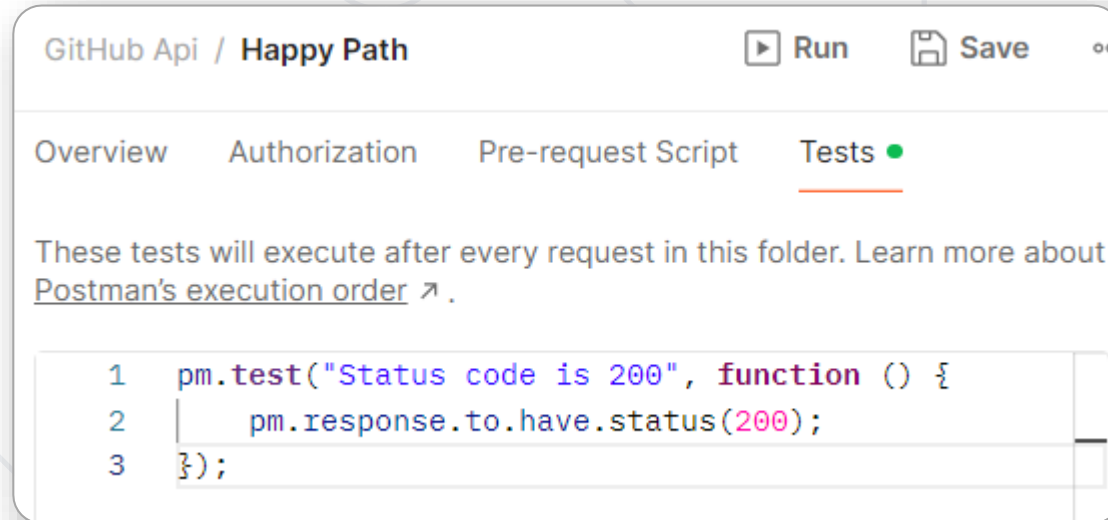 GitHub Api / Happy Path Run Save
Overview Authorization Pre-request Script Tests
These tests will execute after every request in this folder. Learn more about
Postman's execution order ↗ .
1 pm.test("Status code is 200", function () {
2 pm.response.to.have.status(200);
3 });